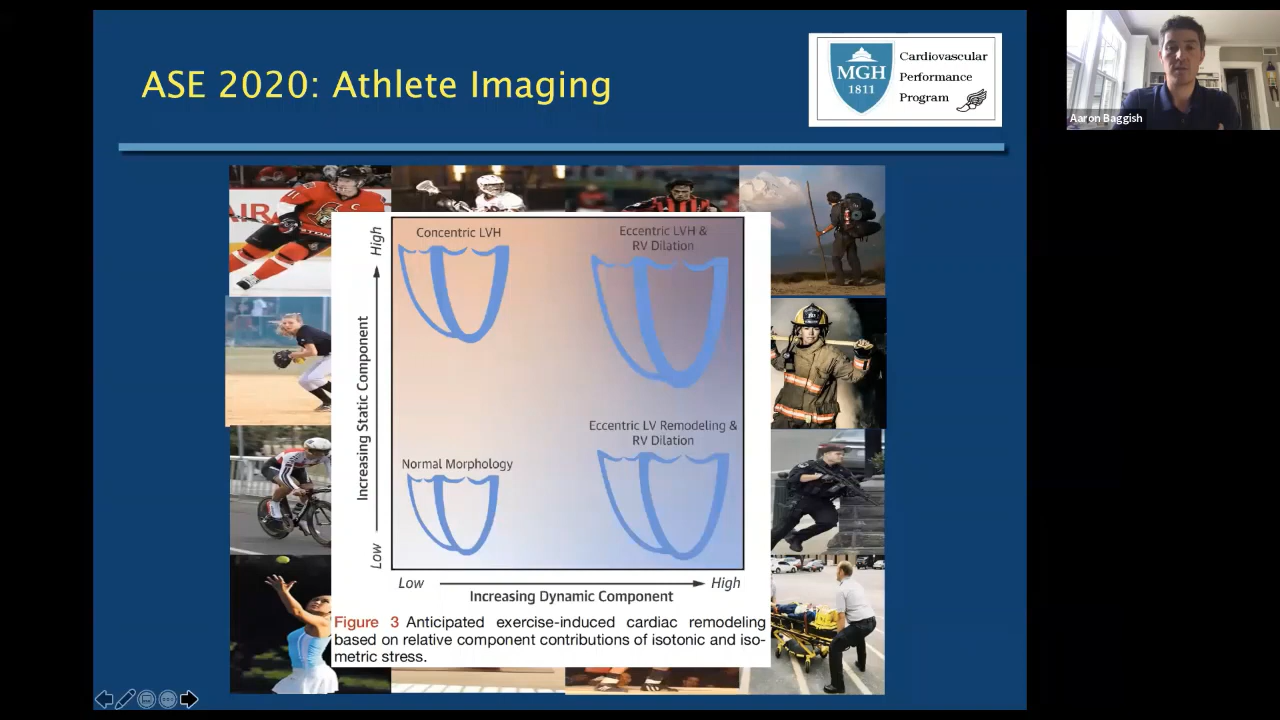 ASE 2020: Athlete Imaging
MGH
1811
Cardiovascular
Performance
Program
Aaron Baggish
High
Concentric LVH
Eccentric LVH &
RV Dilation
Increasing Static Component
Eccentric LV Remodeling &
RV Dilation
Normal Morphology
Low
Low
High
Increasing Dynamic Component
Figure 3 Anticipated exercise-induced cardiac remodeling
based on relative component contributions of isotonic and iso-
metric stress.